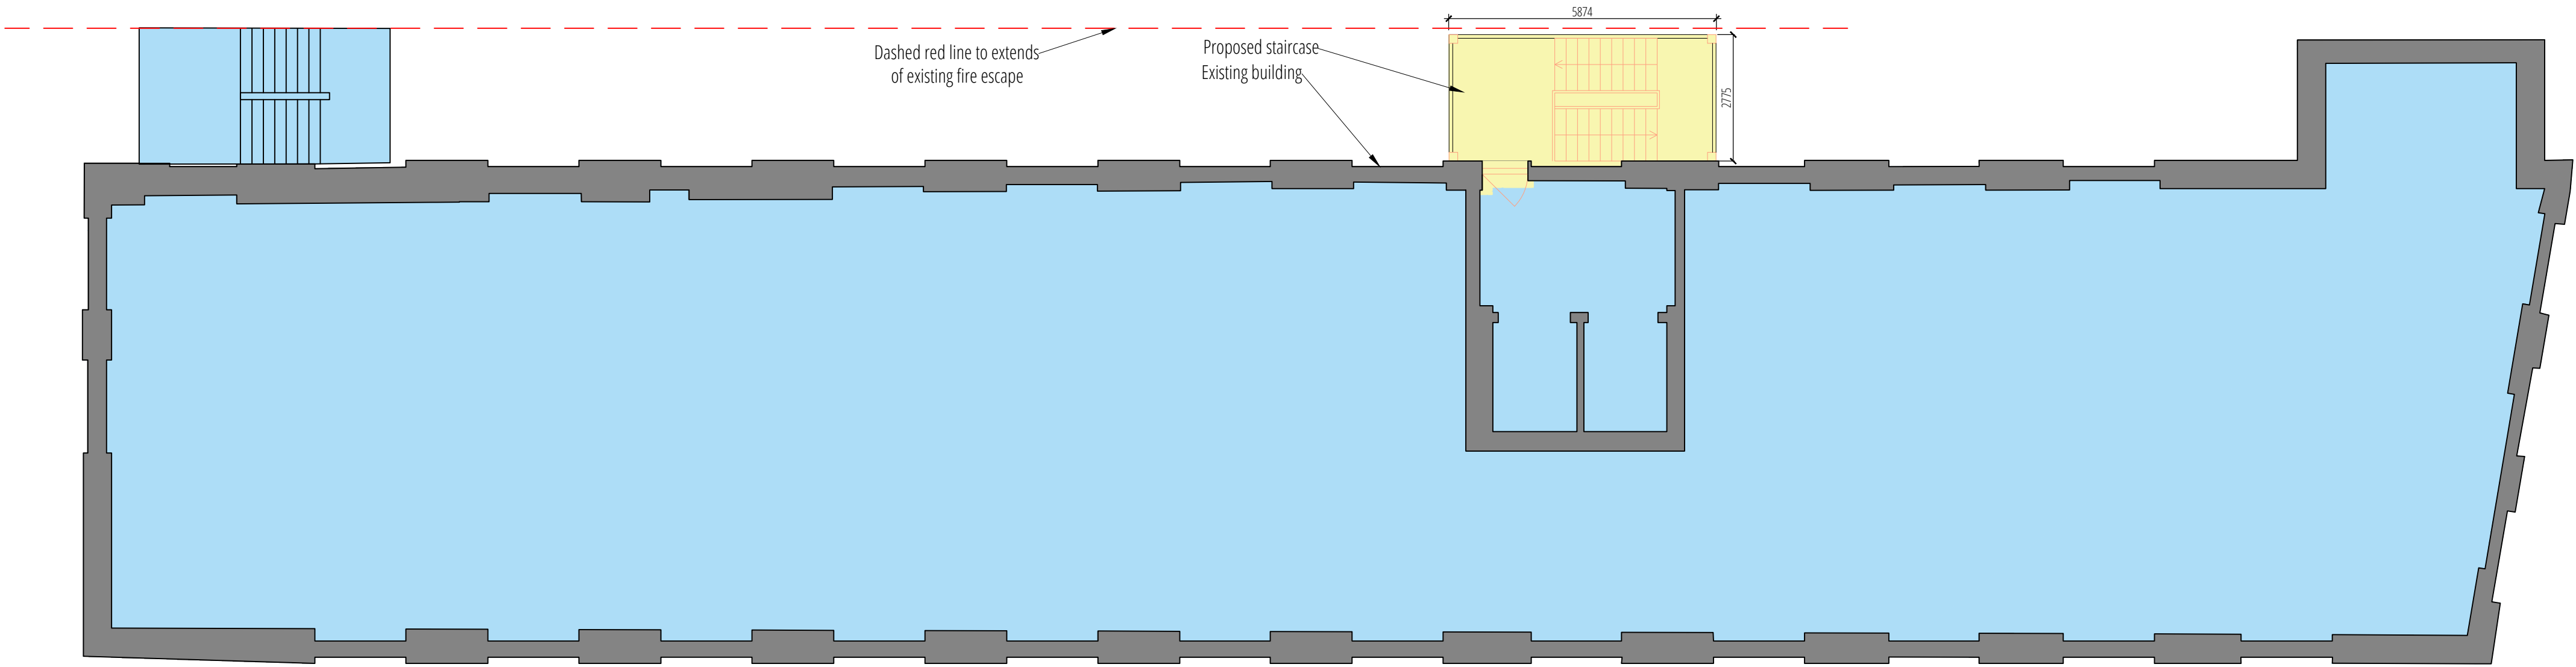 5874
Dashed red line to extends
of existing fire escape
Proposed staircase
Existing building
2775